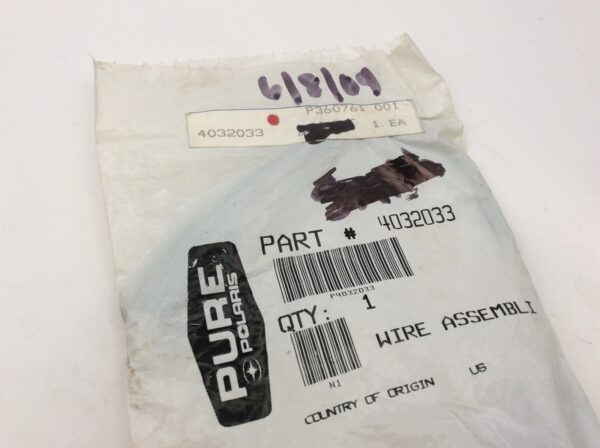 6/8/09
P360761 001
4032033
1 EA
PART # 4032033
P4032033
QTY: 1
WIRE ASSEMBLI
N1
COUNTRY OF ORIGIN US
PURE
POLARIS